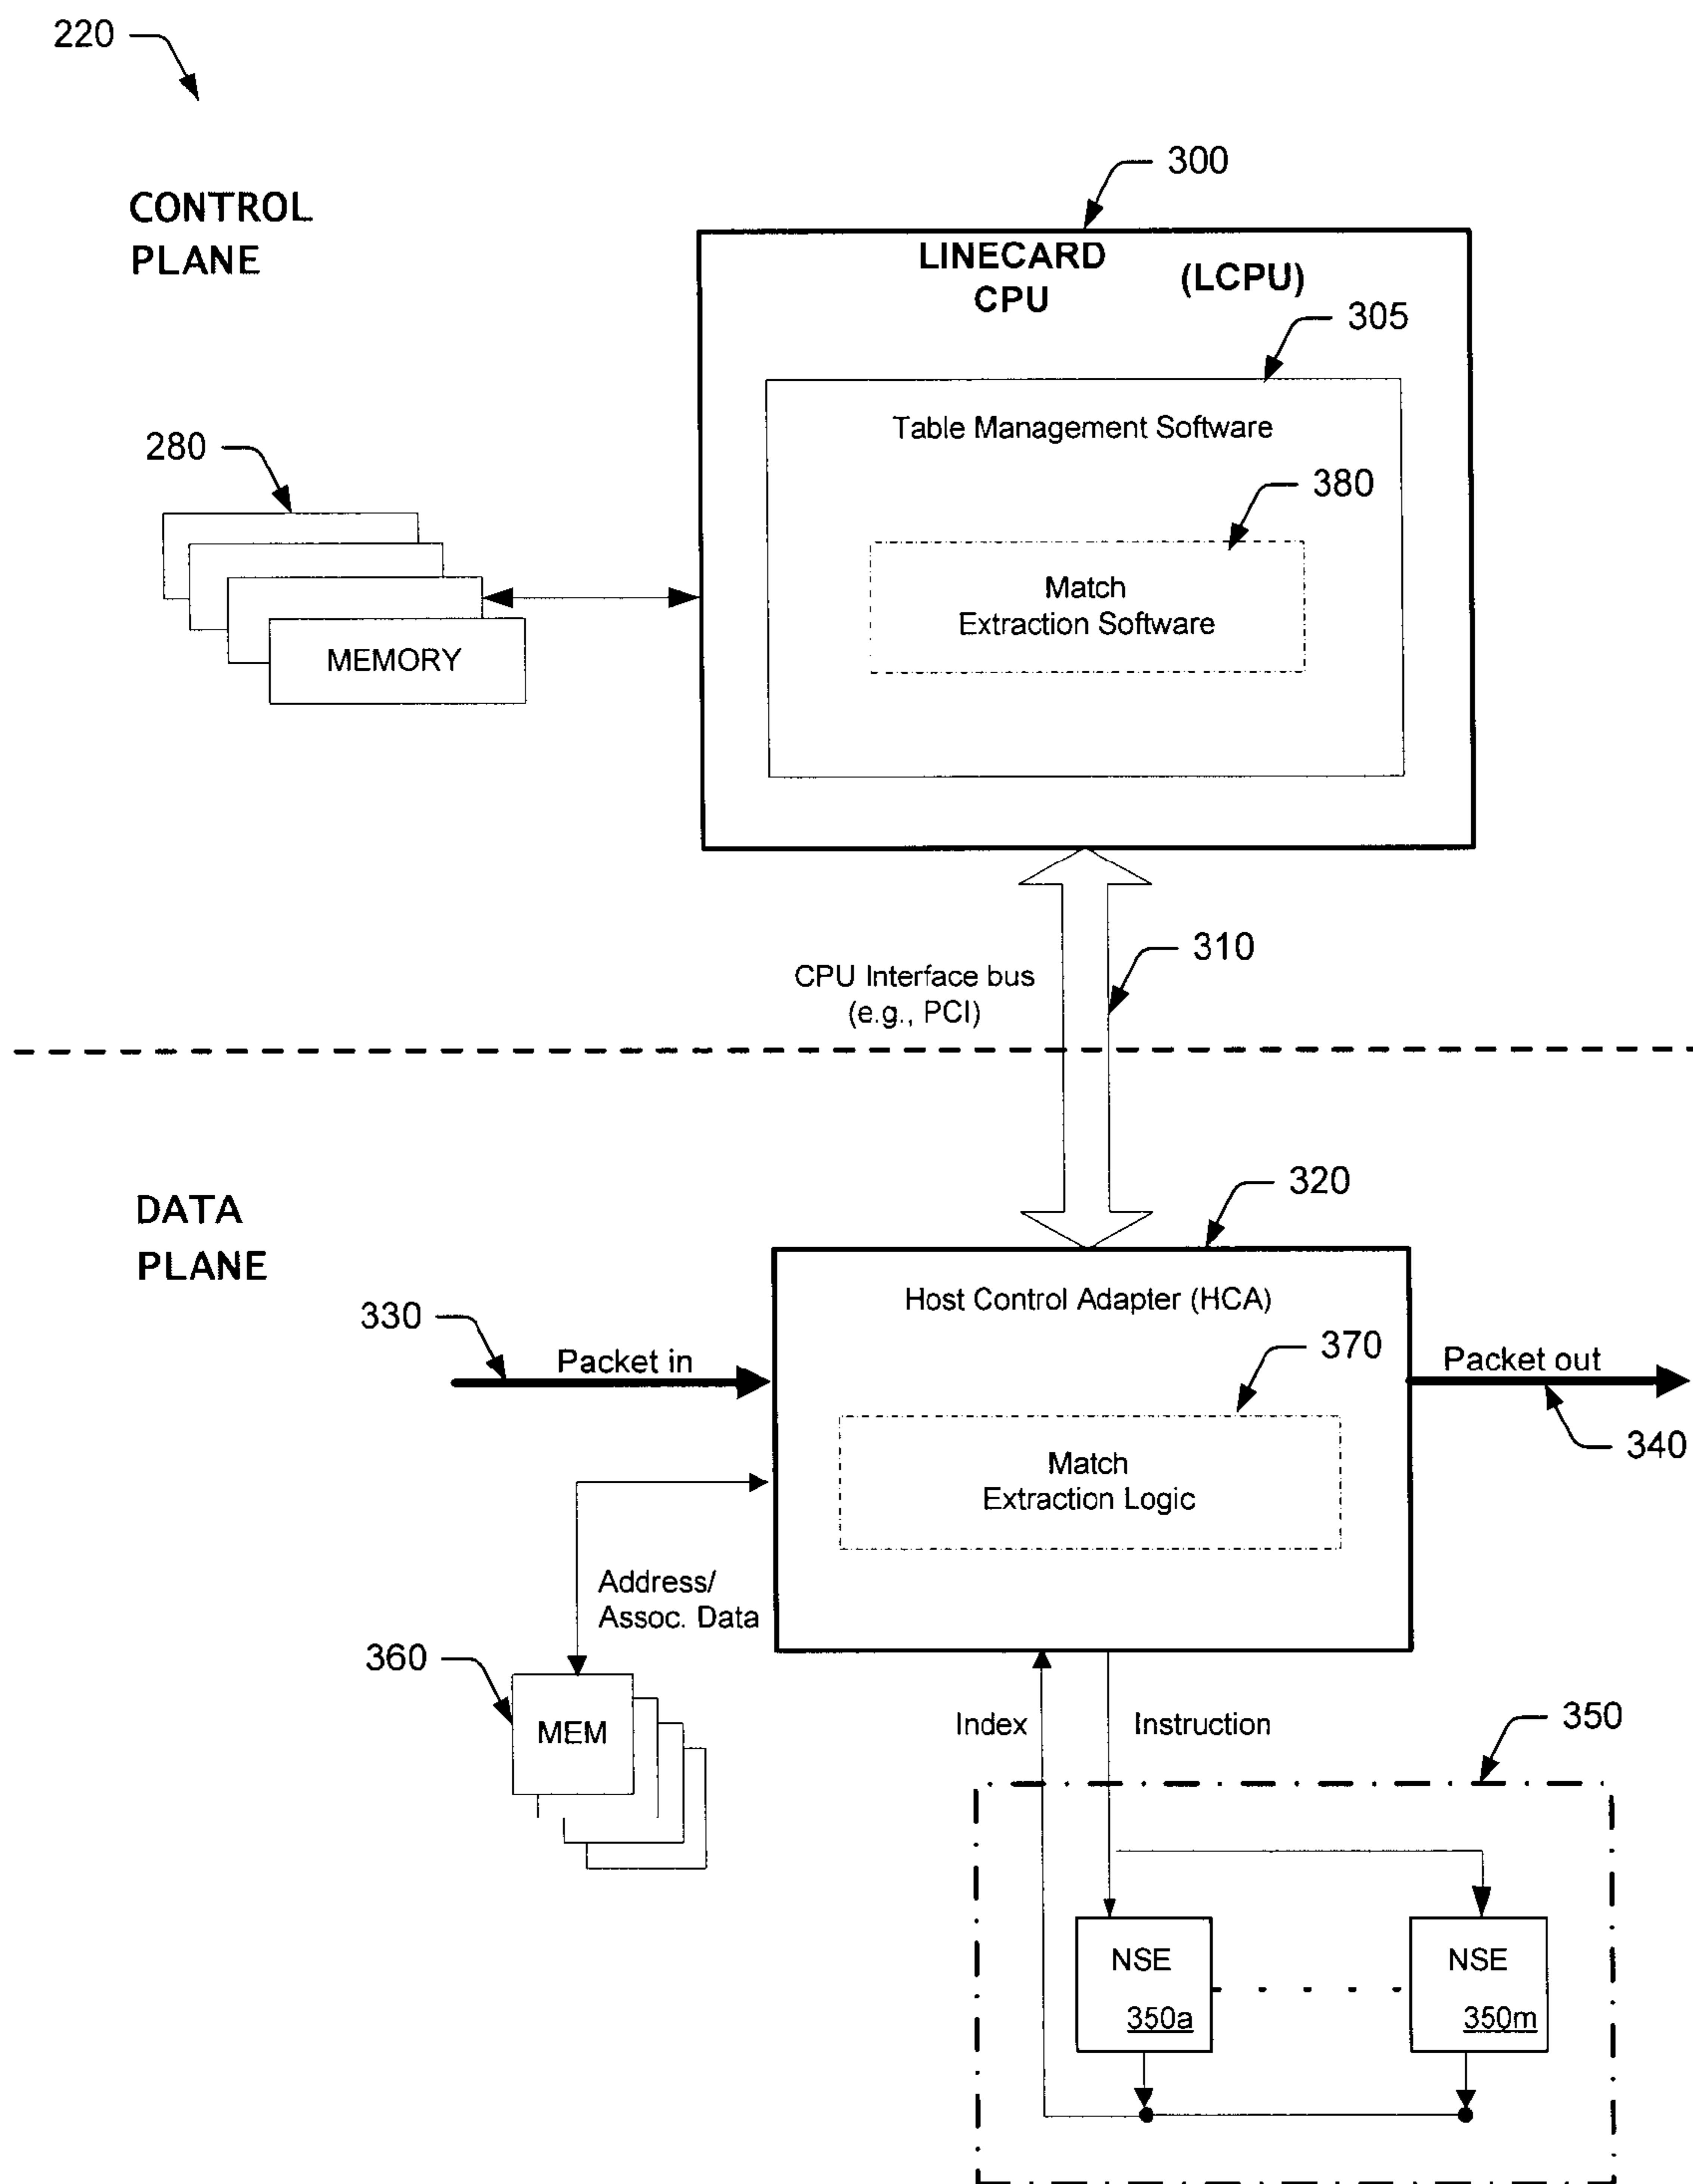 220
CONTROL
PLANE
300
LINECARD
CPU
(LCPU)
305
Table Management Software
380
Match
Extraction Software
280
MEMORY
310
CPU Interface bus
(e.g., PCI)
DATA
PLANE
320
Host Control Adapter (HCA)
330
Packet in
370
Packet out
340
Match
Extraction Logic
Address/
Assoc. Data
360
MEM
Index
Instruction
350
NSE
350a
NSE
350m